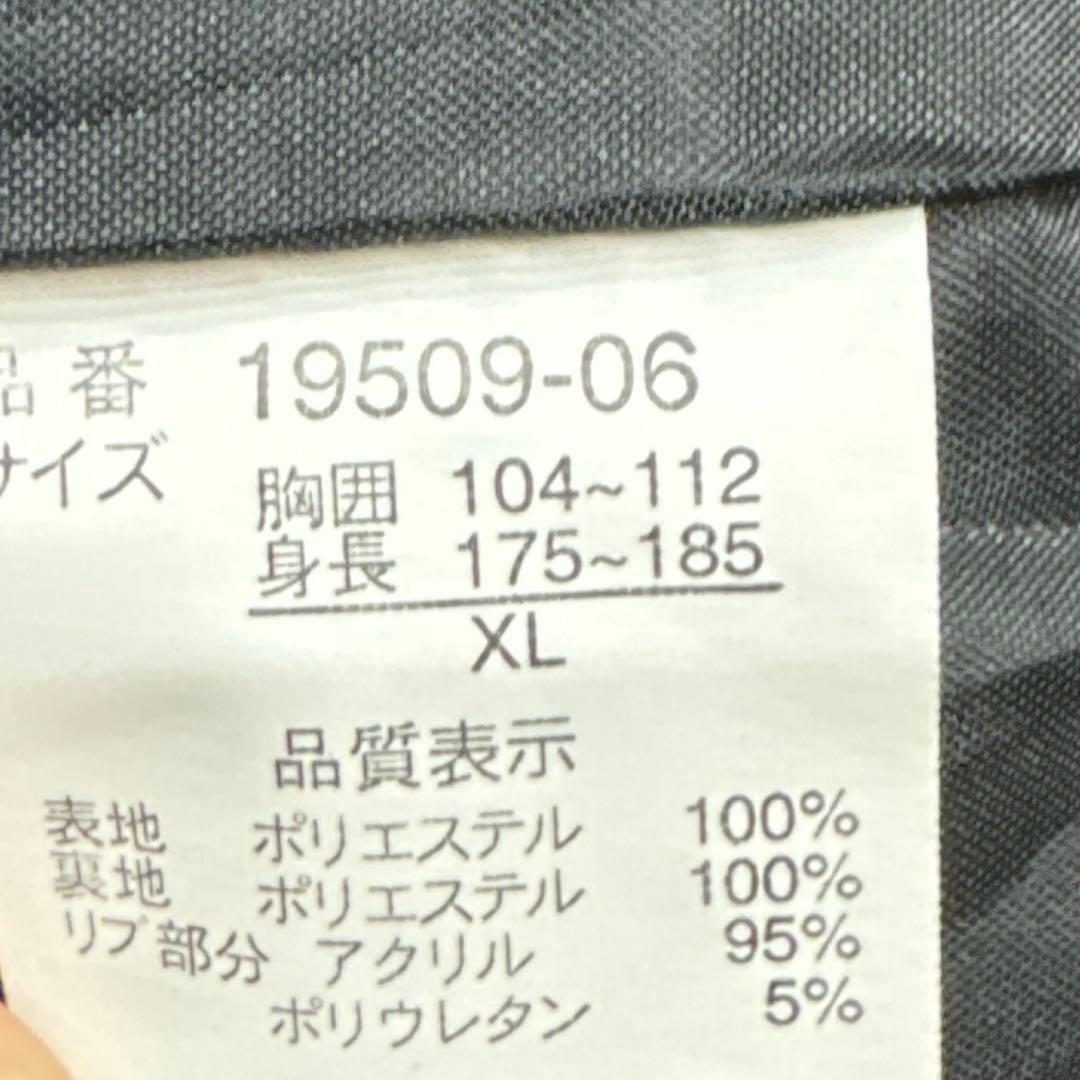 品番 19509-06
サイズ
胸囲 104~112
身長 175~185
XL
品質表示
表地 ポリエステル 100%
裏地 ポリエステル 100%
リブ部分 アクリル 95%
ポリウレタン 5%